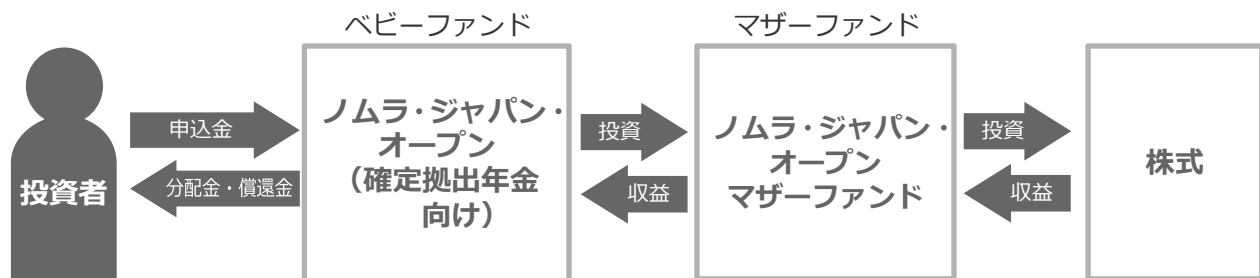 ベビーファンド
マザーファンド
投資者
申込金
分配金・償還金
ノムラ・ジャパン・
オープン
（確定拠出年金
向け）
投資
収益
ノムラ・ジャパン・
オープン
マザーファンド
投資
収益
株式